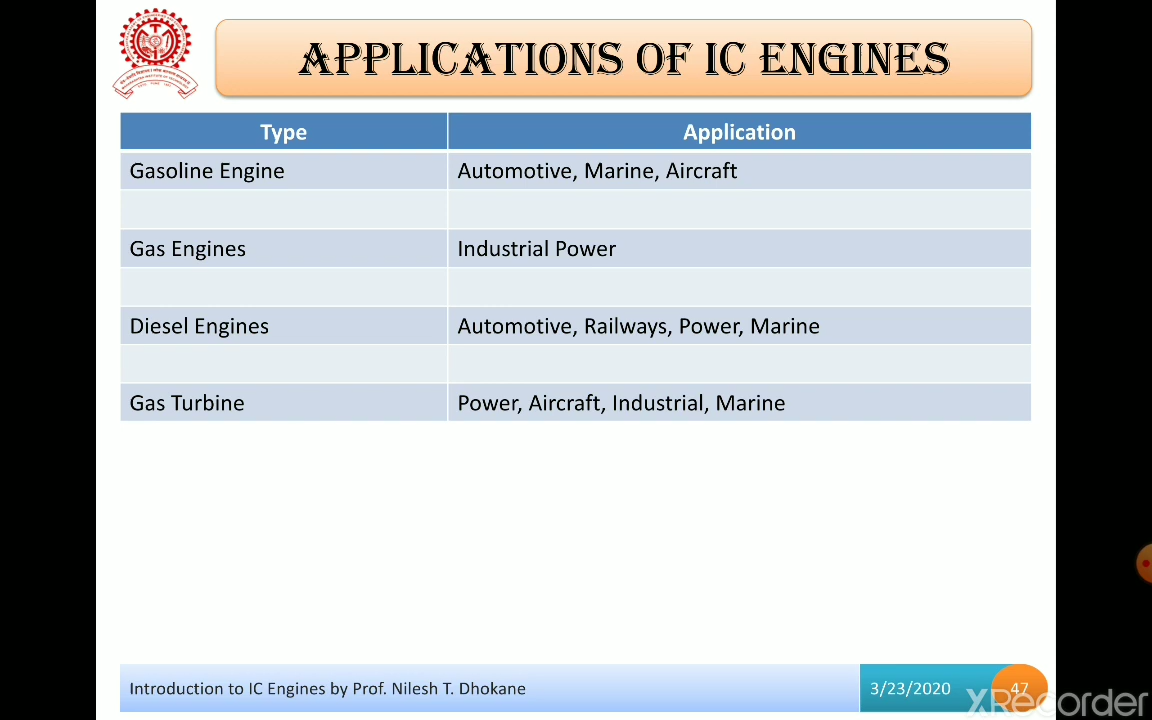 APPLICATIONS OF IC ENGINES
Type Application
Gasoline Engine Automotive, Marine, Aircraft
Gas Engines Industrial Power
Diesel Engines Automotive, Railways, Power, Marine
Gas Turbine Power, Aircraft, Industrial, Marine
Introduction to IC Engines by Prof. Nilesh T. Dhokane 3/23/2020 47
XRecorder